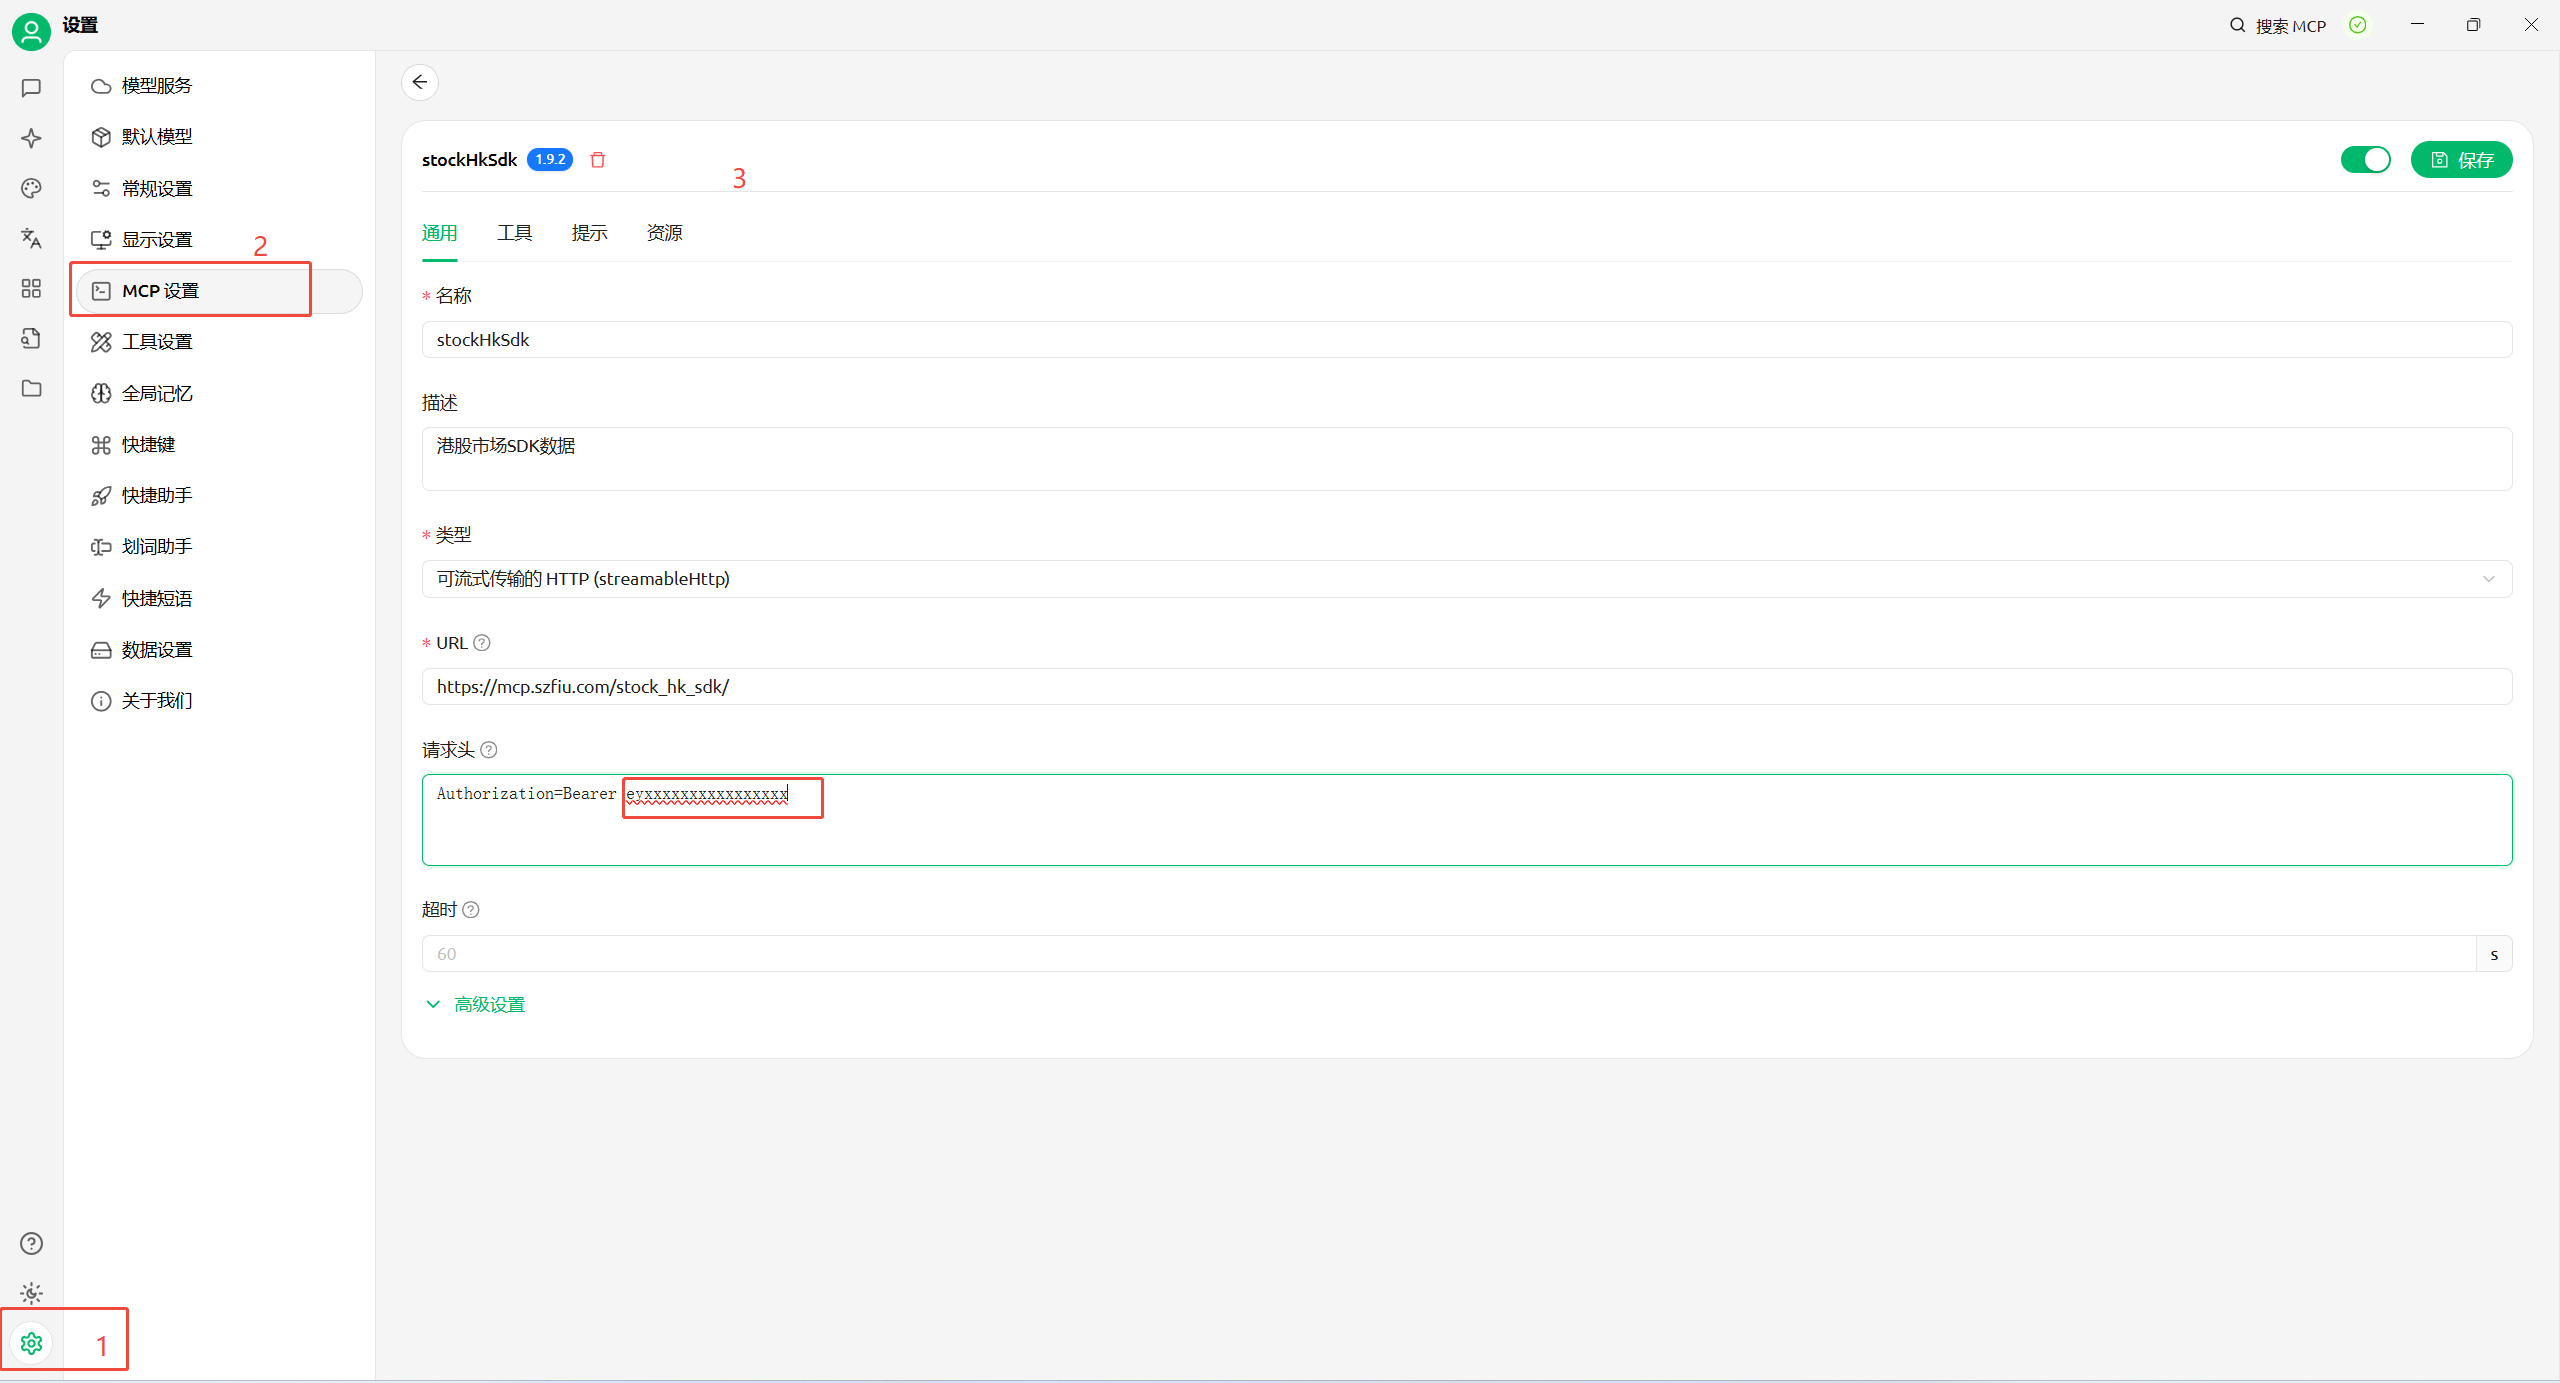 设置
搜索 MCP
模型服务
默认模型
常规设置
显示设置
2
MCP 设置
工具设置
全局记忆
快捷键
快捷助手
划词助手
快捷短语
数据设置
关于我们
1
stockHkSdk 1.9.2
3
保存
通用 工具 提示 资源
* 名称
stockHkSdk
描述
港股市场SDK数据
* 类型
可流式传输的 HTTP (streamableHttp)
* URL
https://mcp.szfiu.com/stock_hk_sdk/
请求头
Authorization=Bearer eyxxxxxxxxxxxxxxxx
超时
60 s
高级设置